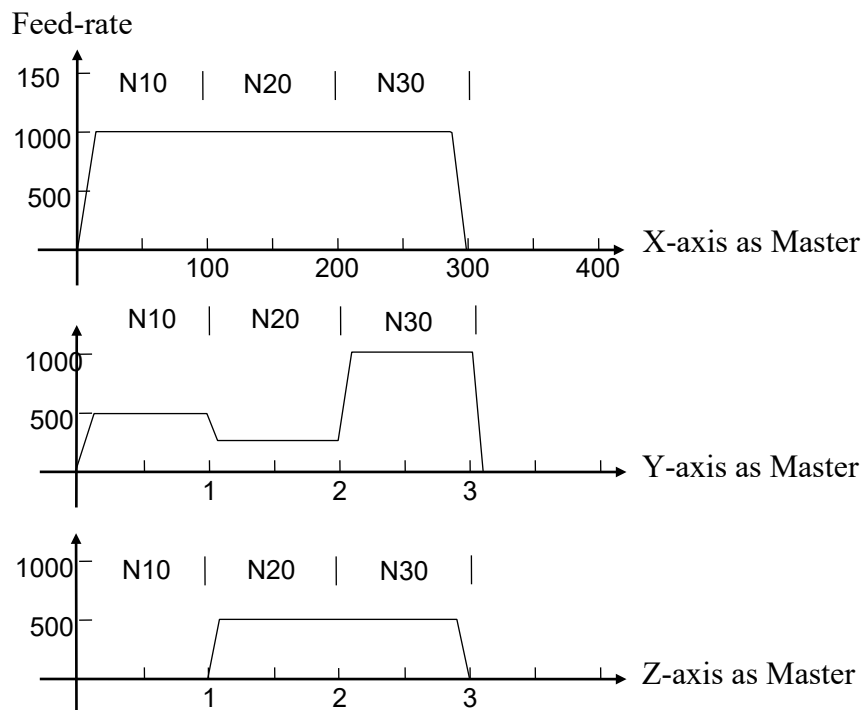 Feed-rate
150 N10 N20 N30
1000
500
X-axis as Master
100 200 300 400
N10 N20 N30
1000
500
Y-axis as Master
1 2 3
1000 N10 N20 N30
500
Z-axis as Master
1 2 3